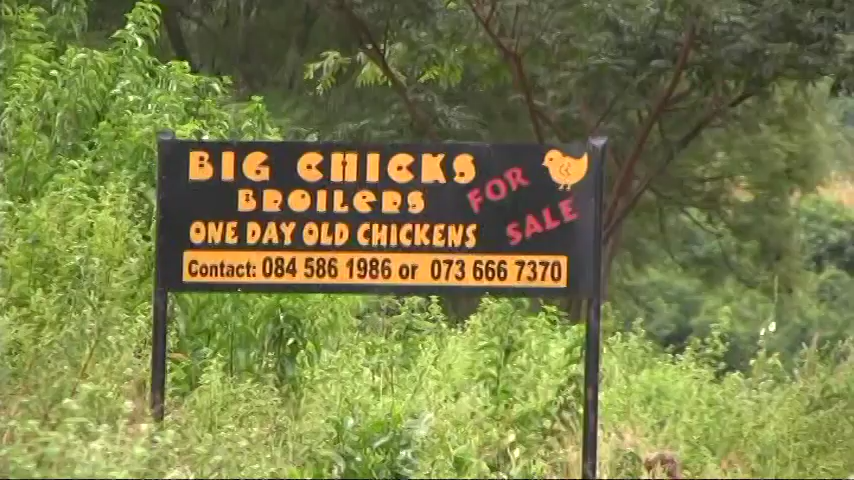 BIG CHICKS
BROILERS
FOR SALE
ONE DAY OLD CHICKENS
Contact: 084 586 1986 or 073 666 7370